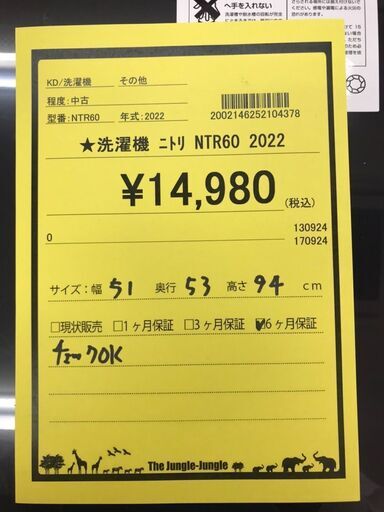 へ手を入れない
KD/洗濯機 その他
程度:中古
型番:NTR60 年式:2022
2002146252104378
★洗濯機 ニトリ NTR60 2022
¥14,980(税込)
0
130924
170924
サイズ:幅 51 奥行 53 高さ 94 cm
□現状販売 □1ヶ月保証 □3ヶ月保証 ☑6ヶ月保証
チェック OK
The Jungle-Jungle